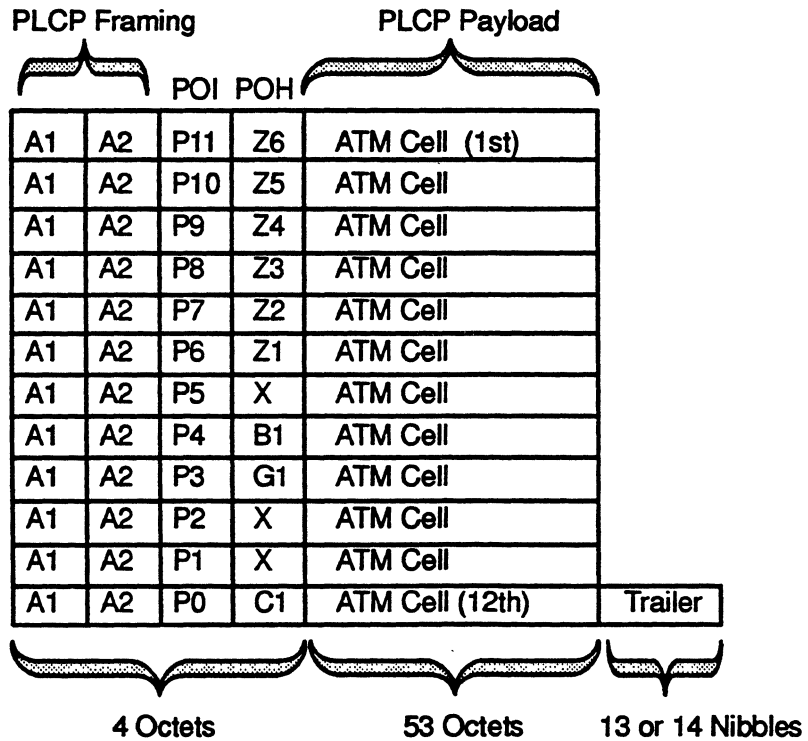 PLCP Framing PLCP Payload
POI POH
A1 A2 P11 Z6 ATM Cell (1st)
A1 A2 P10 Z5 ATM Cell
A1 A2 P9 Z4 ATM Cell
A1 A2 P8 Z3 ATM Cell
A1 A2 P7 Z2 ATM Cell
A1 A2 P6 Z1 ATM Cell
A1 A2 P5 X ATM Cell
A1 A2 P4 B1 ATM Cell
A1 A2 P3 G1 ATM Cell
A1 A2 P2 X ATM Cell
A1 A2 P1 X ATM Cell
A1 A2 P0 C1 ATM Cell (12th) Trailer
4 Octets 53 Octets 13 or 14 Nibbles